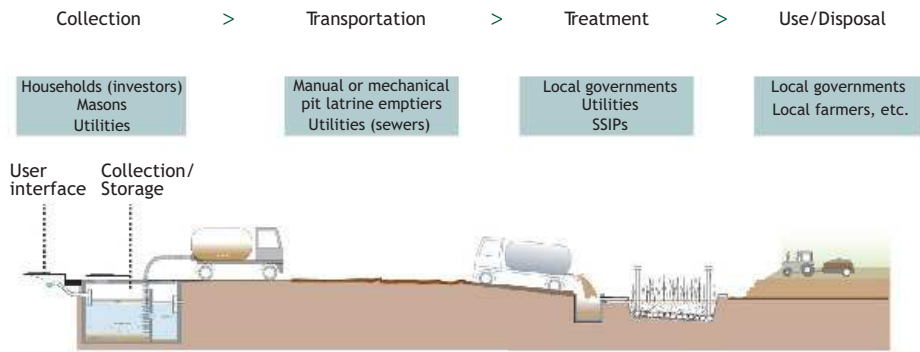 Collection > Transportation > Treatment > Use/Disposal
Households (investors)
Masons
Utilities
Manual or mechanical
pit latrine emptiers
Utilities (sewers)
Local governments
Utilities
SSIPs
Local governments
Local farmers, etc.
User
interface
Collection/
Storage